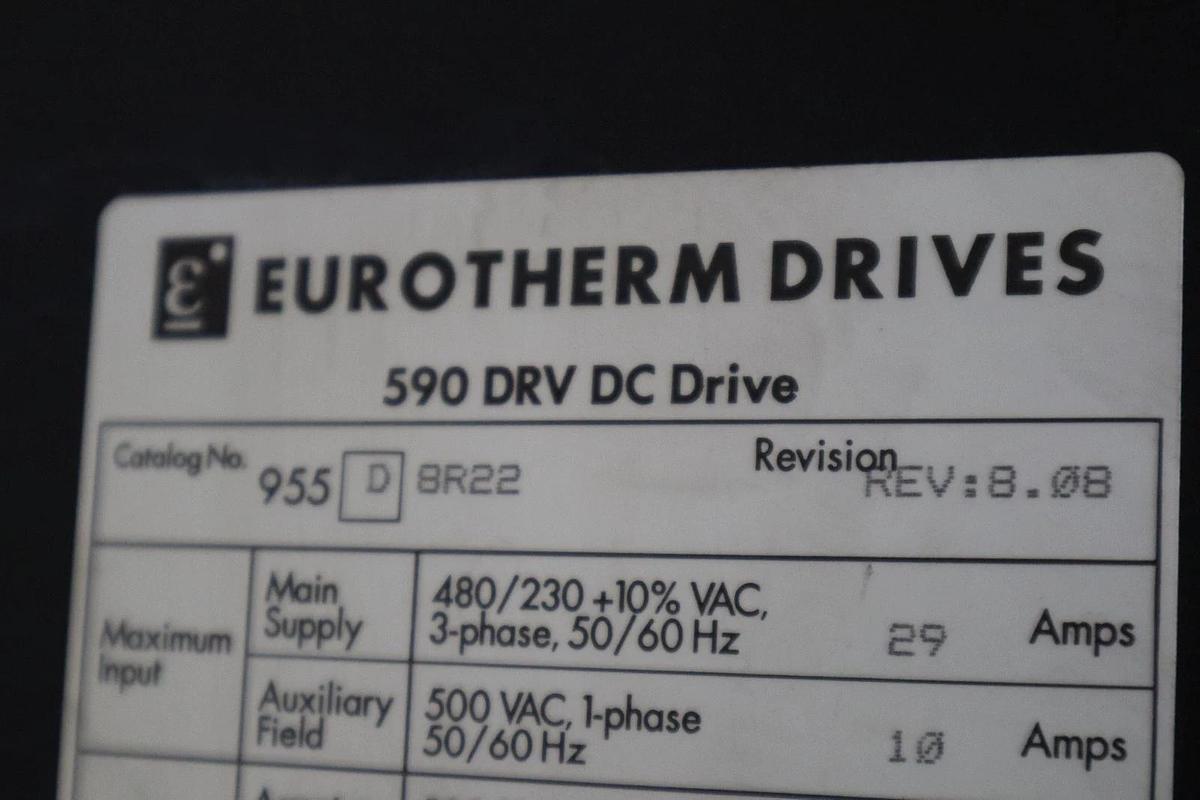 EUROTHERM DRIVES
590 DRV DC Drive
Catalog No. 955 D 8R22 Revision REV:8.08
Maximum Input
Main Supply
480/230 +10% VAC,
3-phase, 50/60 Hz
29 Amps
Auxiliary Field
500 VAC, 1-phase
50/60 Hz
10 Amps